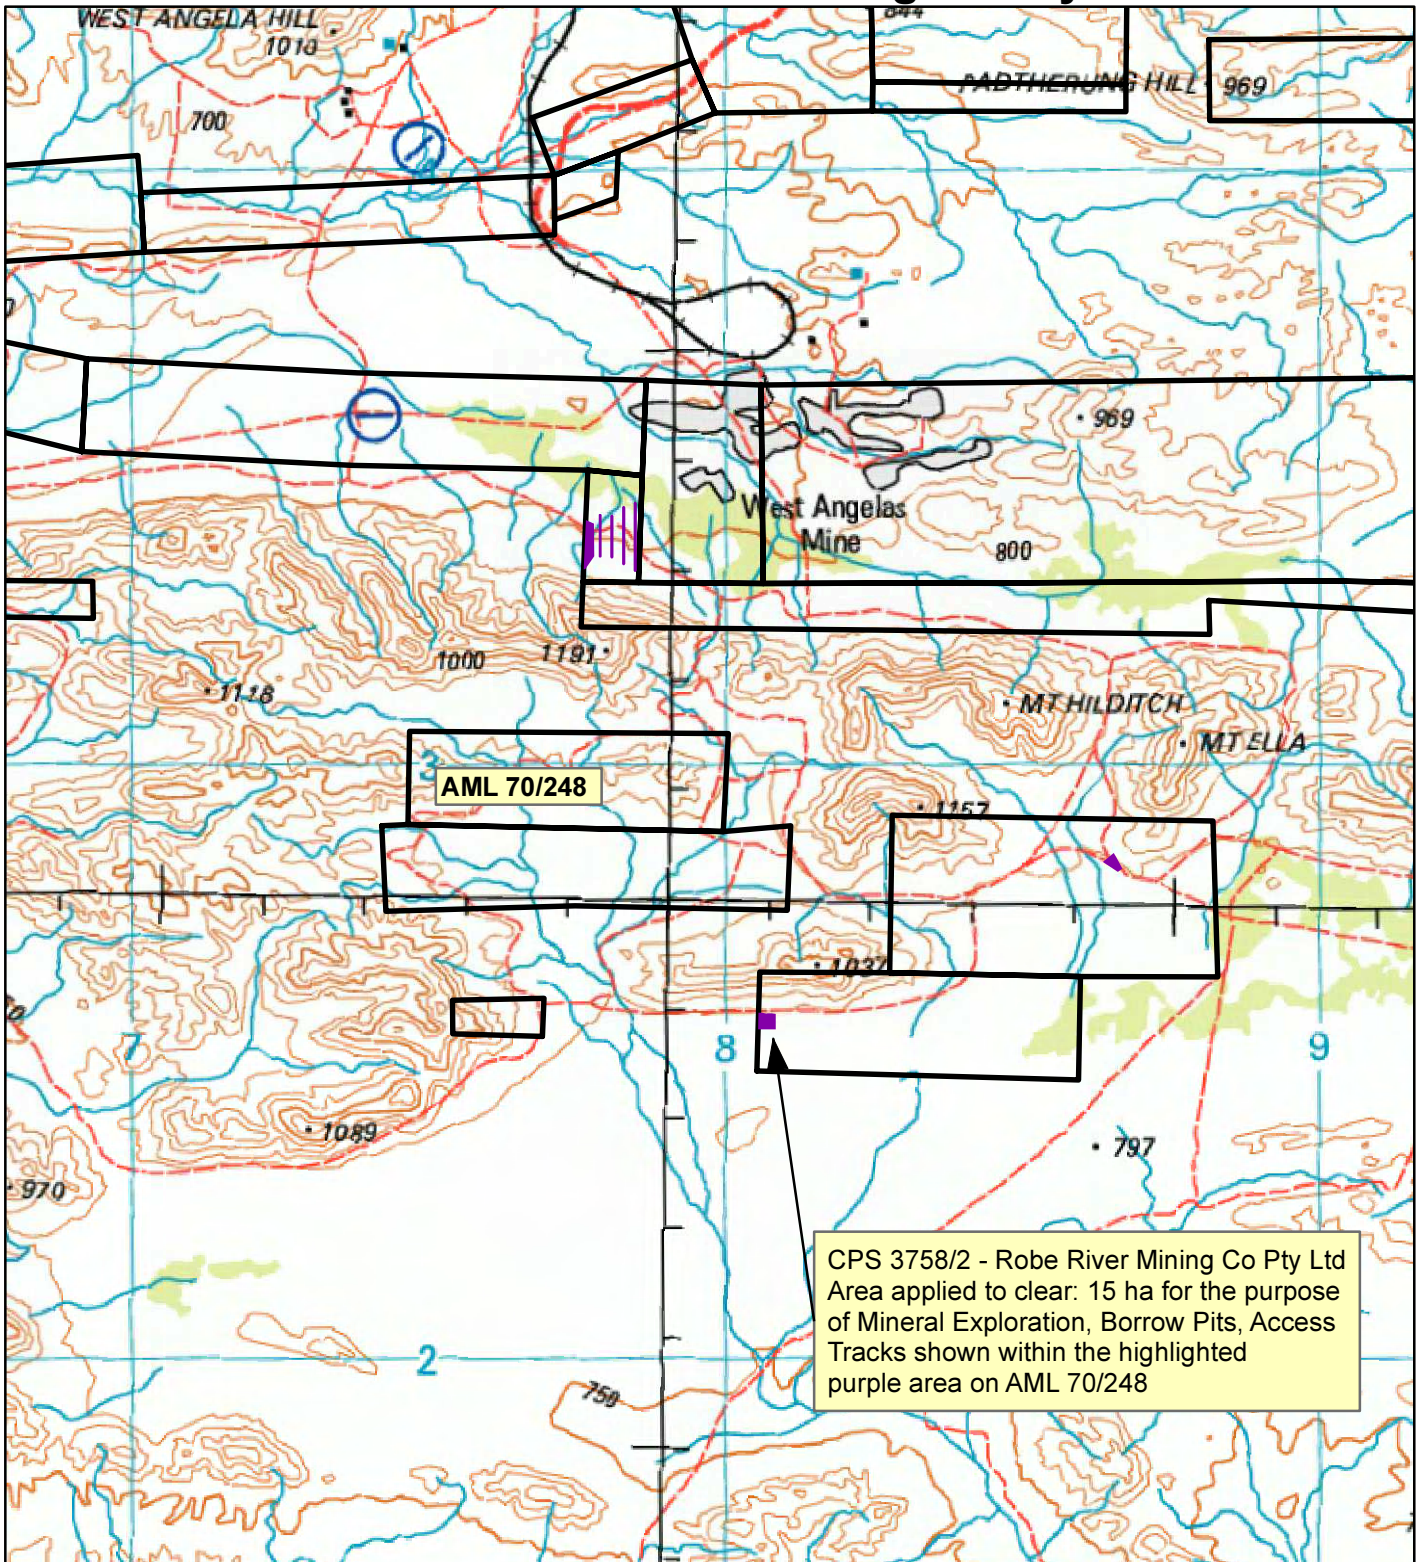 WEST ANGELA HILL
1010
844
PADTHERUNG HILL 969
700
969
West Angelas
Mine
800
1000
1191
1118
MT HILDITCH
MT ELLA
3
AML 70/248
1157
1037
7
8
9
1089
797
970
CPS 3758/2 - Robe River Mining Co Pty Ltd
Area applied to clear: 15 ha for the purpose
of Mineral Exploration, Borrow Pits, Access
Tracks shown within the highlighted
purple area on AML 70/248
2
750